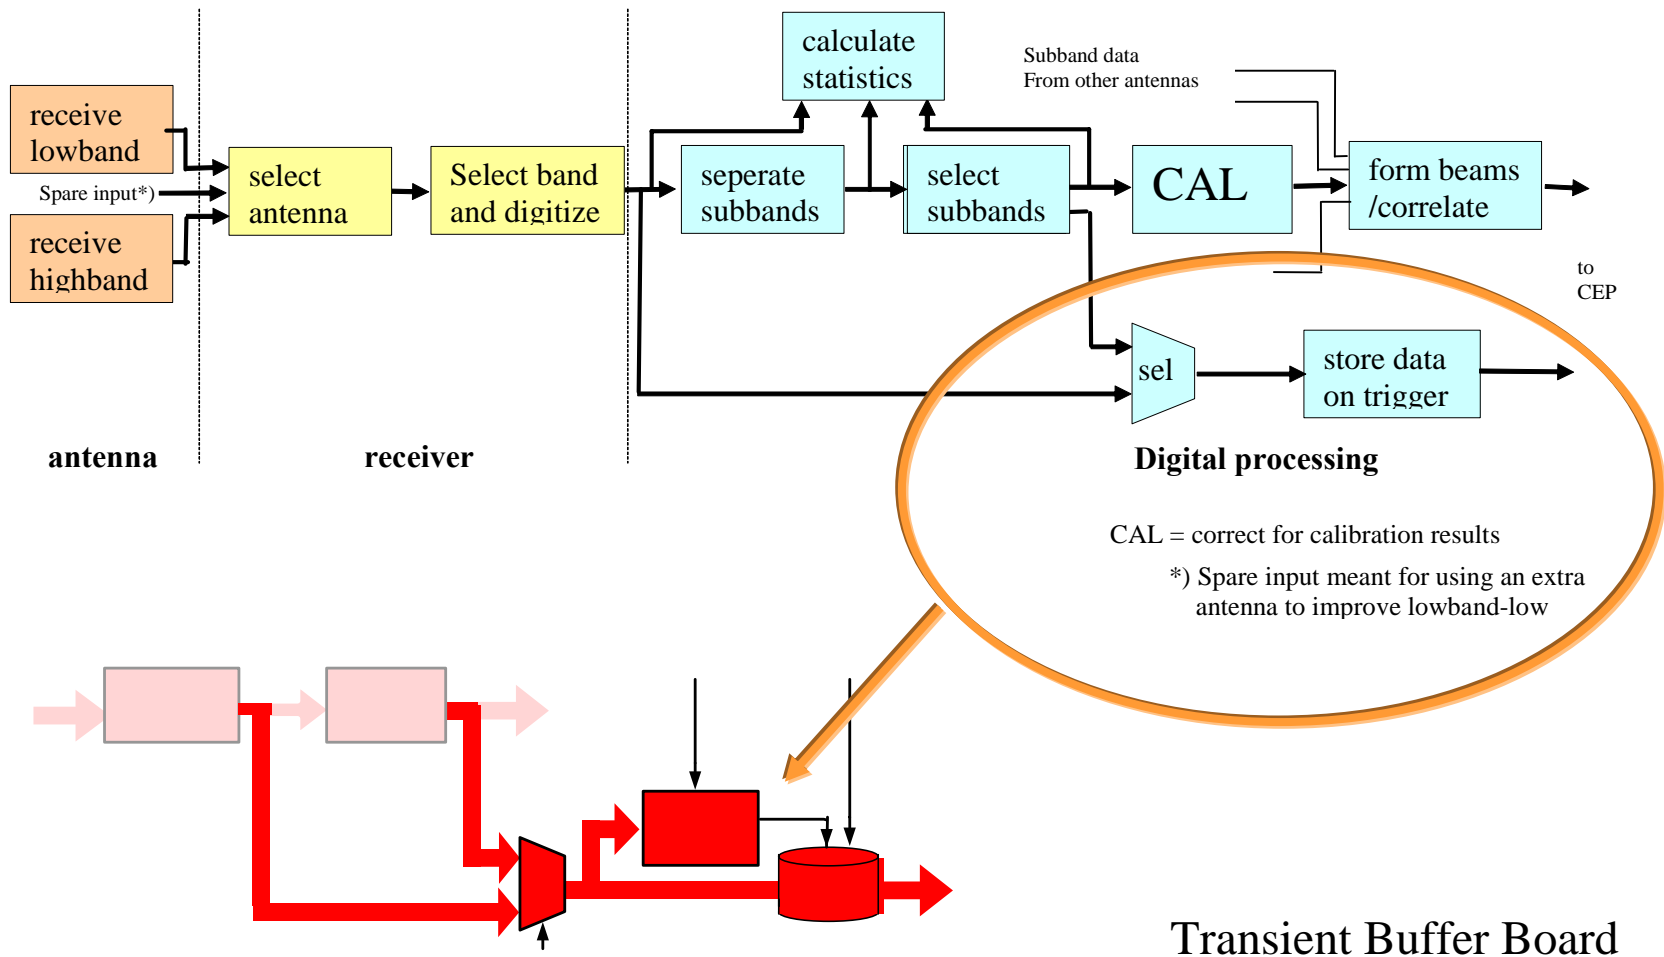 calculate
statistics
Subband data
From other antennas
receive
lowband
Spare input*)
receive
highband
select
antenna
Select band
and digitize
seperate
subbands
select
subbands
CAL
form beams
/correlate
to
CEP
sel
store data
on trigger
antenna
receiver
Digital processing
CAL = correct for calibration results
*) Spare input meant for using an extra
antenna to improve lowband-low
Transient Buffer Board